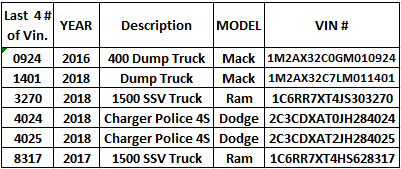 Last 4 # of Vin. YEAR Description MODEL VIN #
0924 2016 400 Dump Truck Mack 1M2AX32C0GM010924
1401 2018 Dump Truck Mack 1M2AX32C7LM011401
3270 2018 1500 SSV Truck Ram 1C6RR7XT4JS303270
4024 2018 Charger Police 4S Dodge 2C3CDXAT0JH284024
4025 2018 Charger Police 4S Dodge 2C3CDXAT2JH284025
8317 2017 1500 SSV Truck Ram 1C6RR7XT4HS628317